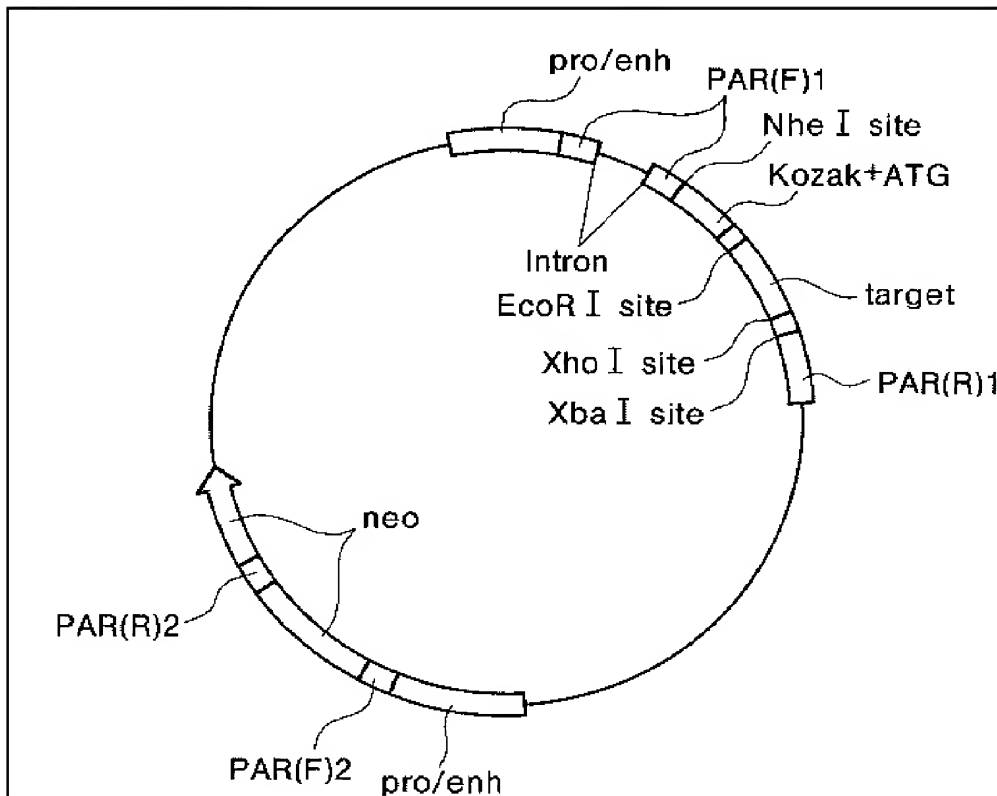 pro/enh
PAR(F)1
Nhe I site
Kozak+ATG
Intron
EcoR I site
target
Xho I site
PAR(R)1
Xba I site
neo
PAR(R)2
PAR(F)2
pro/enh